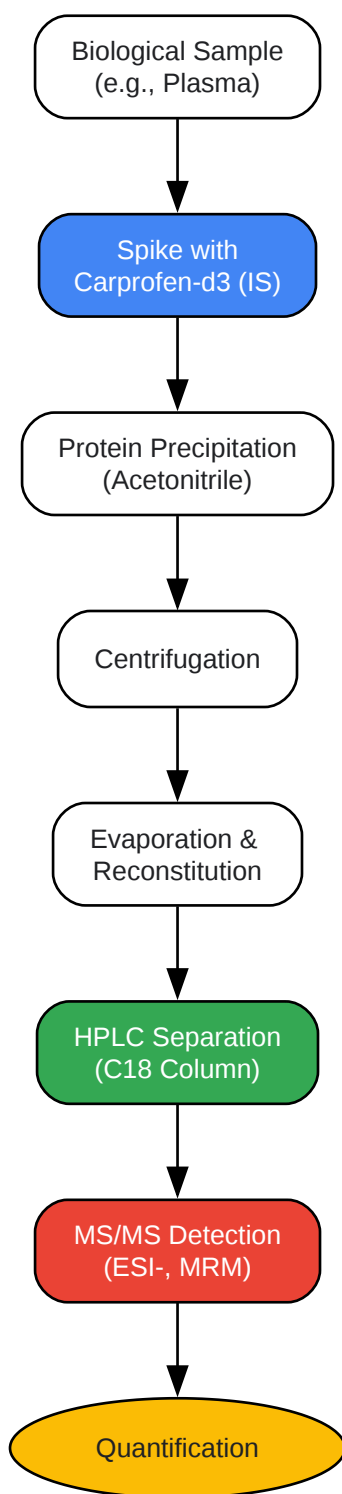 Biological Sample
(e.g., Plasma)
Spike with
Carprofen-d3 (IS)
Protein Precipitation
(Acetonitrile)
Centrifugation
Evaporation &
Reconstitution
HPLC Separation
(C18 Column)
MS/MS Detection
(ESI-, MRM)
Quantification